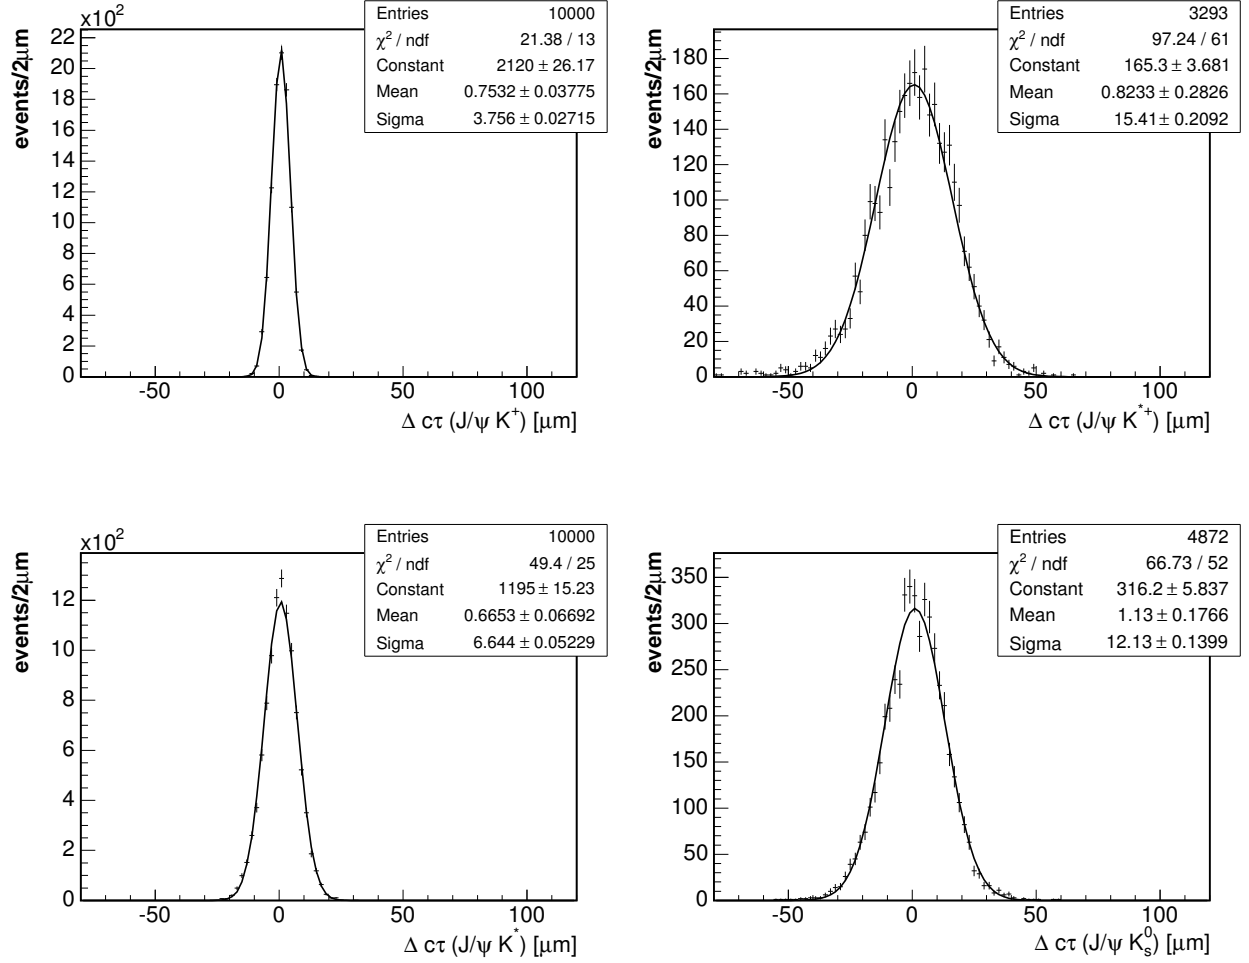 ×10²
events/2μm
22
20
18
16
14
12
10
8
6
4
2
0
-50 0 50 100
Δ cτ (J/ψ K⁺) [μm]
Entries 10000
χ² / ndf 21.38 / 13
Constant 2120 ± 26.17
Mean 0.7532 ± 0.03775
Sigma 3.756 ± 0.02715
events/2μm
180
160
140
120
100
80
60
40
20
0
-50 0 50 100
Δ cτ (J/ψ K*⁺) [μm]
Entries 3293
χ² / ndf 97.24 / 61
Constant 165.3 ± 3.681
Mean 0.8233 ± 0.2826
Sigma 15.41 ± 0.2092
×10²
events/2μm
12
10
8
6
4
2
0
-50 0 50 100
Δ cτ (J/ψ K*) [μm]
Entries 10000
χ² / ndf 49.4 / 25
Constant 1195 ± 15.23
Mean 0.6653 ± 0.06692
Sigma 6.644 ± 0.05229
events/2μm
350
300
250
200
150
100
50
0
-50 0 50 100
Δ cτ (J/ψ K⁰ₛ) [μm]
Entries 4872
χ² / ndf 66.73 / 52
Constant 316.2 ± 5.837
Mean 1.13 ± 0.1766
Sigma 12.13 ± 0.1399